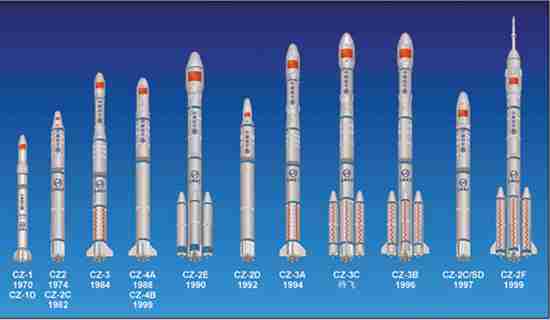 CZ-1
1970
CZ-1D
CZ2
1974
CZ-2C
1982
CZ-3
1984
CZ-4A
1988
CZ-4B
1999
CZ-2E
1990
CZ-2D
1992
CZ-3A
1994
CZ-3C
待飞
CZ-3B
1996
CZ-2C/SD
1997
CZ-2F
1999